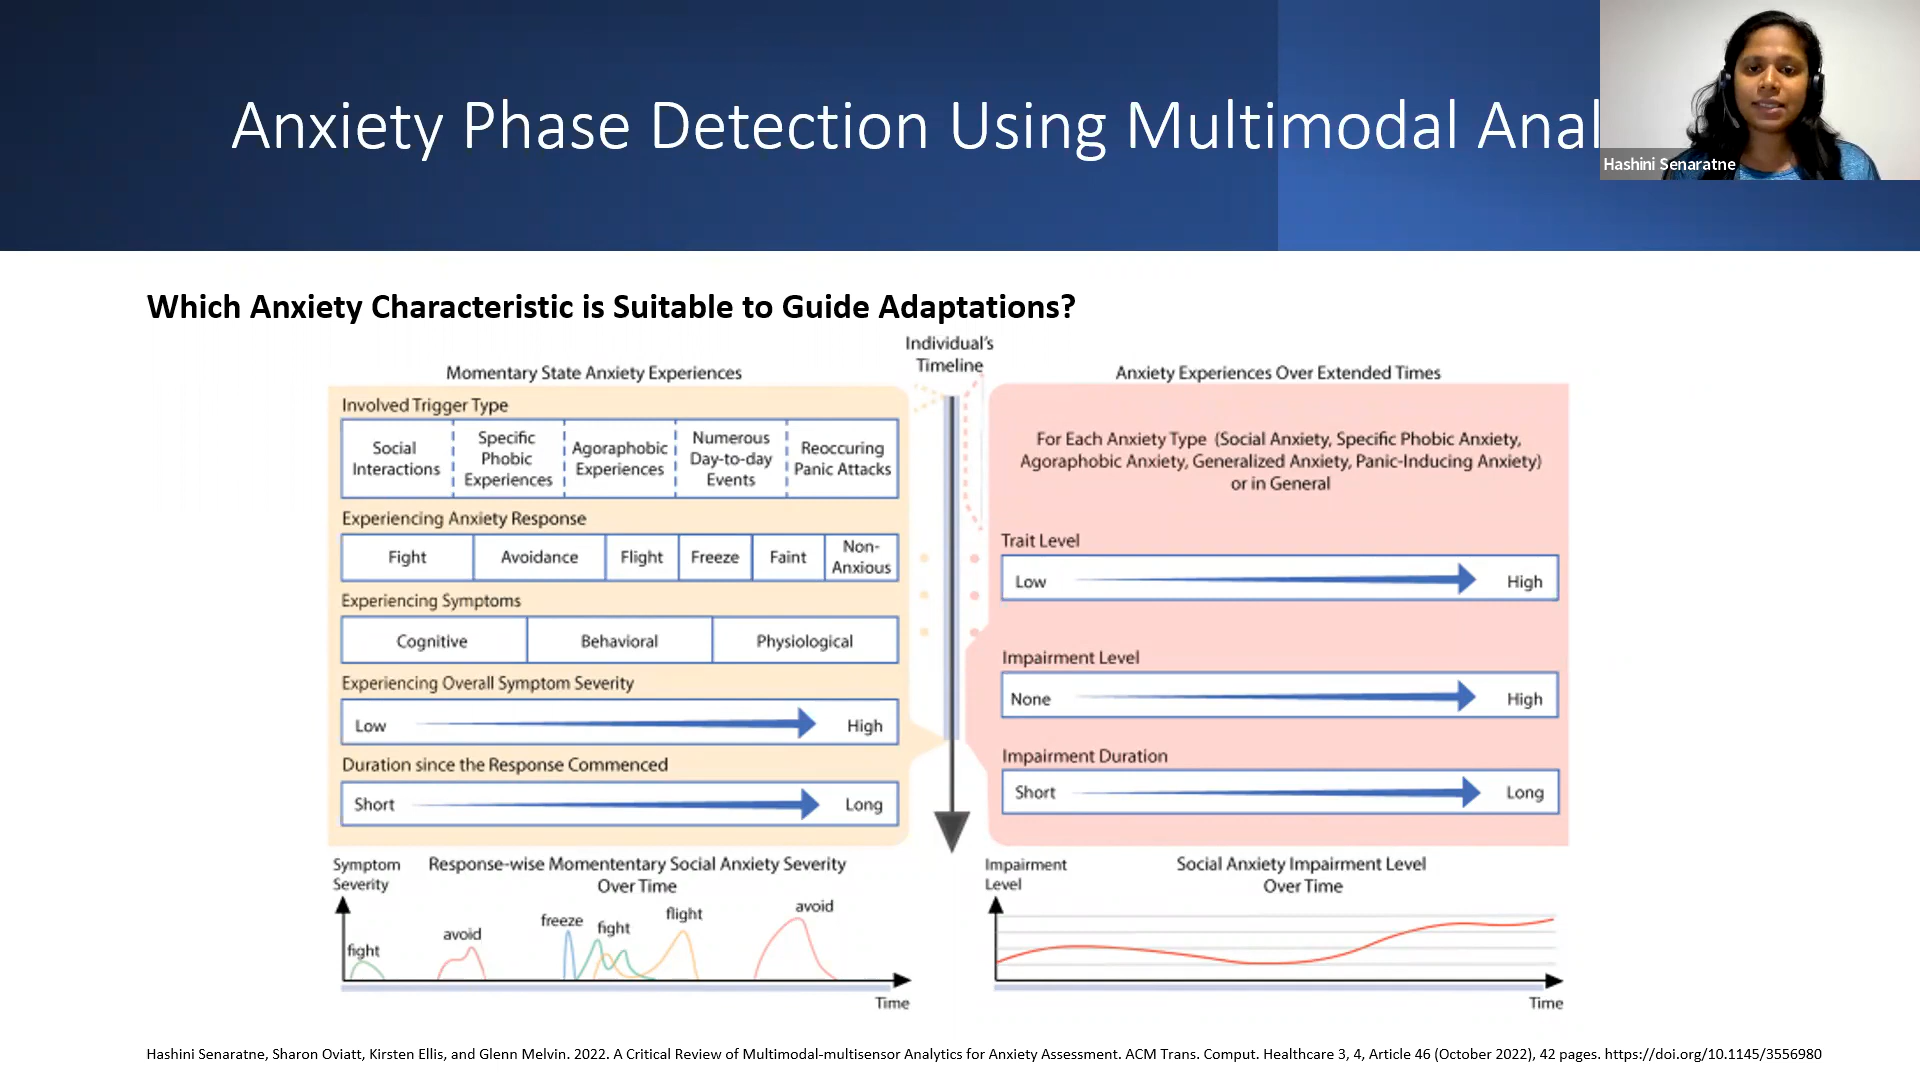 Anxiety Phase Detection Using Multimodal Anal
Hashini Senaratne
Which Anxiety Characteristic is Suitable to Guide Adaptations?
Individual's
Timeline
Momentary State Anxiety Experiences
Involved Trigger Type
Social
Interactions
Specific
Phobic
Experiences
Agoraphobic
Experiences
Numerous
Day-to-day
Events
Reoccuring
Panic Attacks
Experiencing Anxiety Response
Fight
Avoidance
Flight
Freeze
Faint
Non-
Anxious
Experiencing Symptoms
Cognitive
Behavioral
Physiological
Experiencing Overall Symptom Severity
Low
High
Duration since the Response Commenced
Short
Long
Anxiety Experiences Over Extended Times
For Each Anxiety Type (Social Anxiety, Specific Phobic Anxiety,
Agoraphobic Anxiety, Generalized Anxiety, Panic-Inducing Anxiety)
or in General
Trait Level
Low
High
Impairment Level
None
High
Impairment Duration
Short
Long
Symptom
Severity
Response-wise Momententary Social Anxiety Severity
Over Time
fight
avoid
freeze
fight
flight
avoid
Time
Impairment
Level
Social Anxiety Impairment Level
Over Time
Time
Hashini Senaratne, Sharon Oviatt, Kirsten Ellis, and Glenn Melvin. 2022. A Critical Review of Multimodal-multisensor Analytics for Anxiety Assessment. ACM Trans. Comput. Healthcare 3, 4, Article 46 (October 2022), 42 pages. https://doi.org/10.1145/3556980